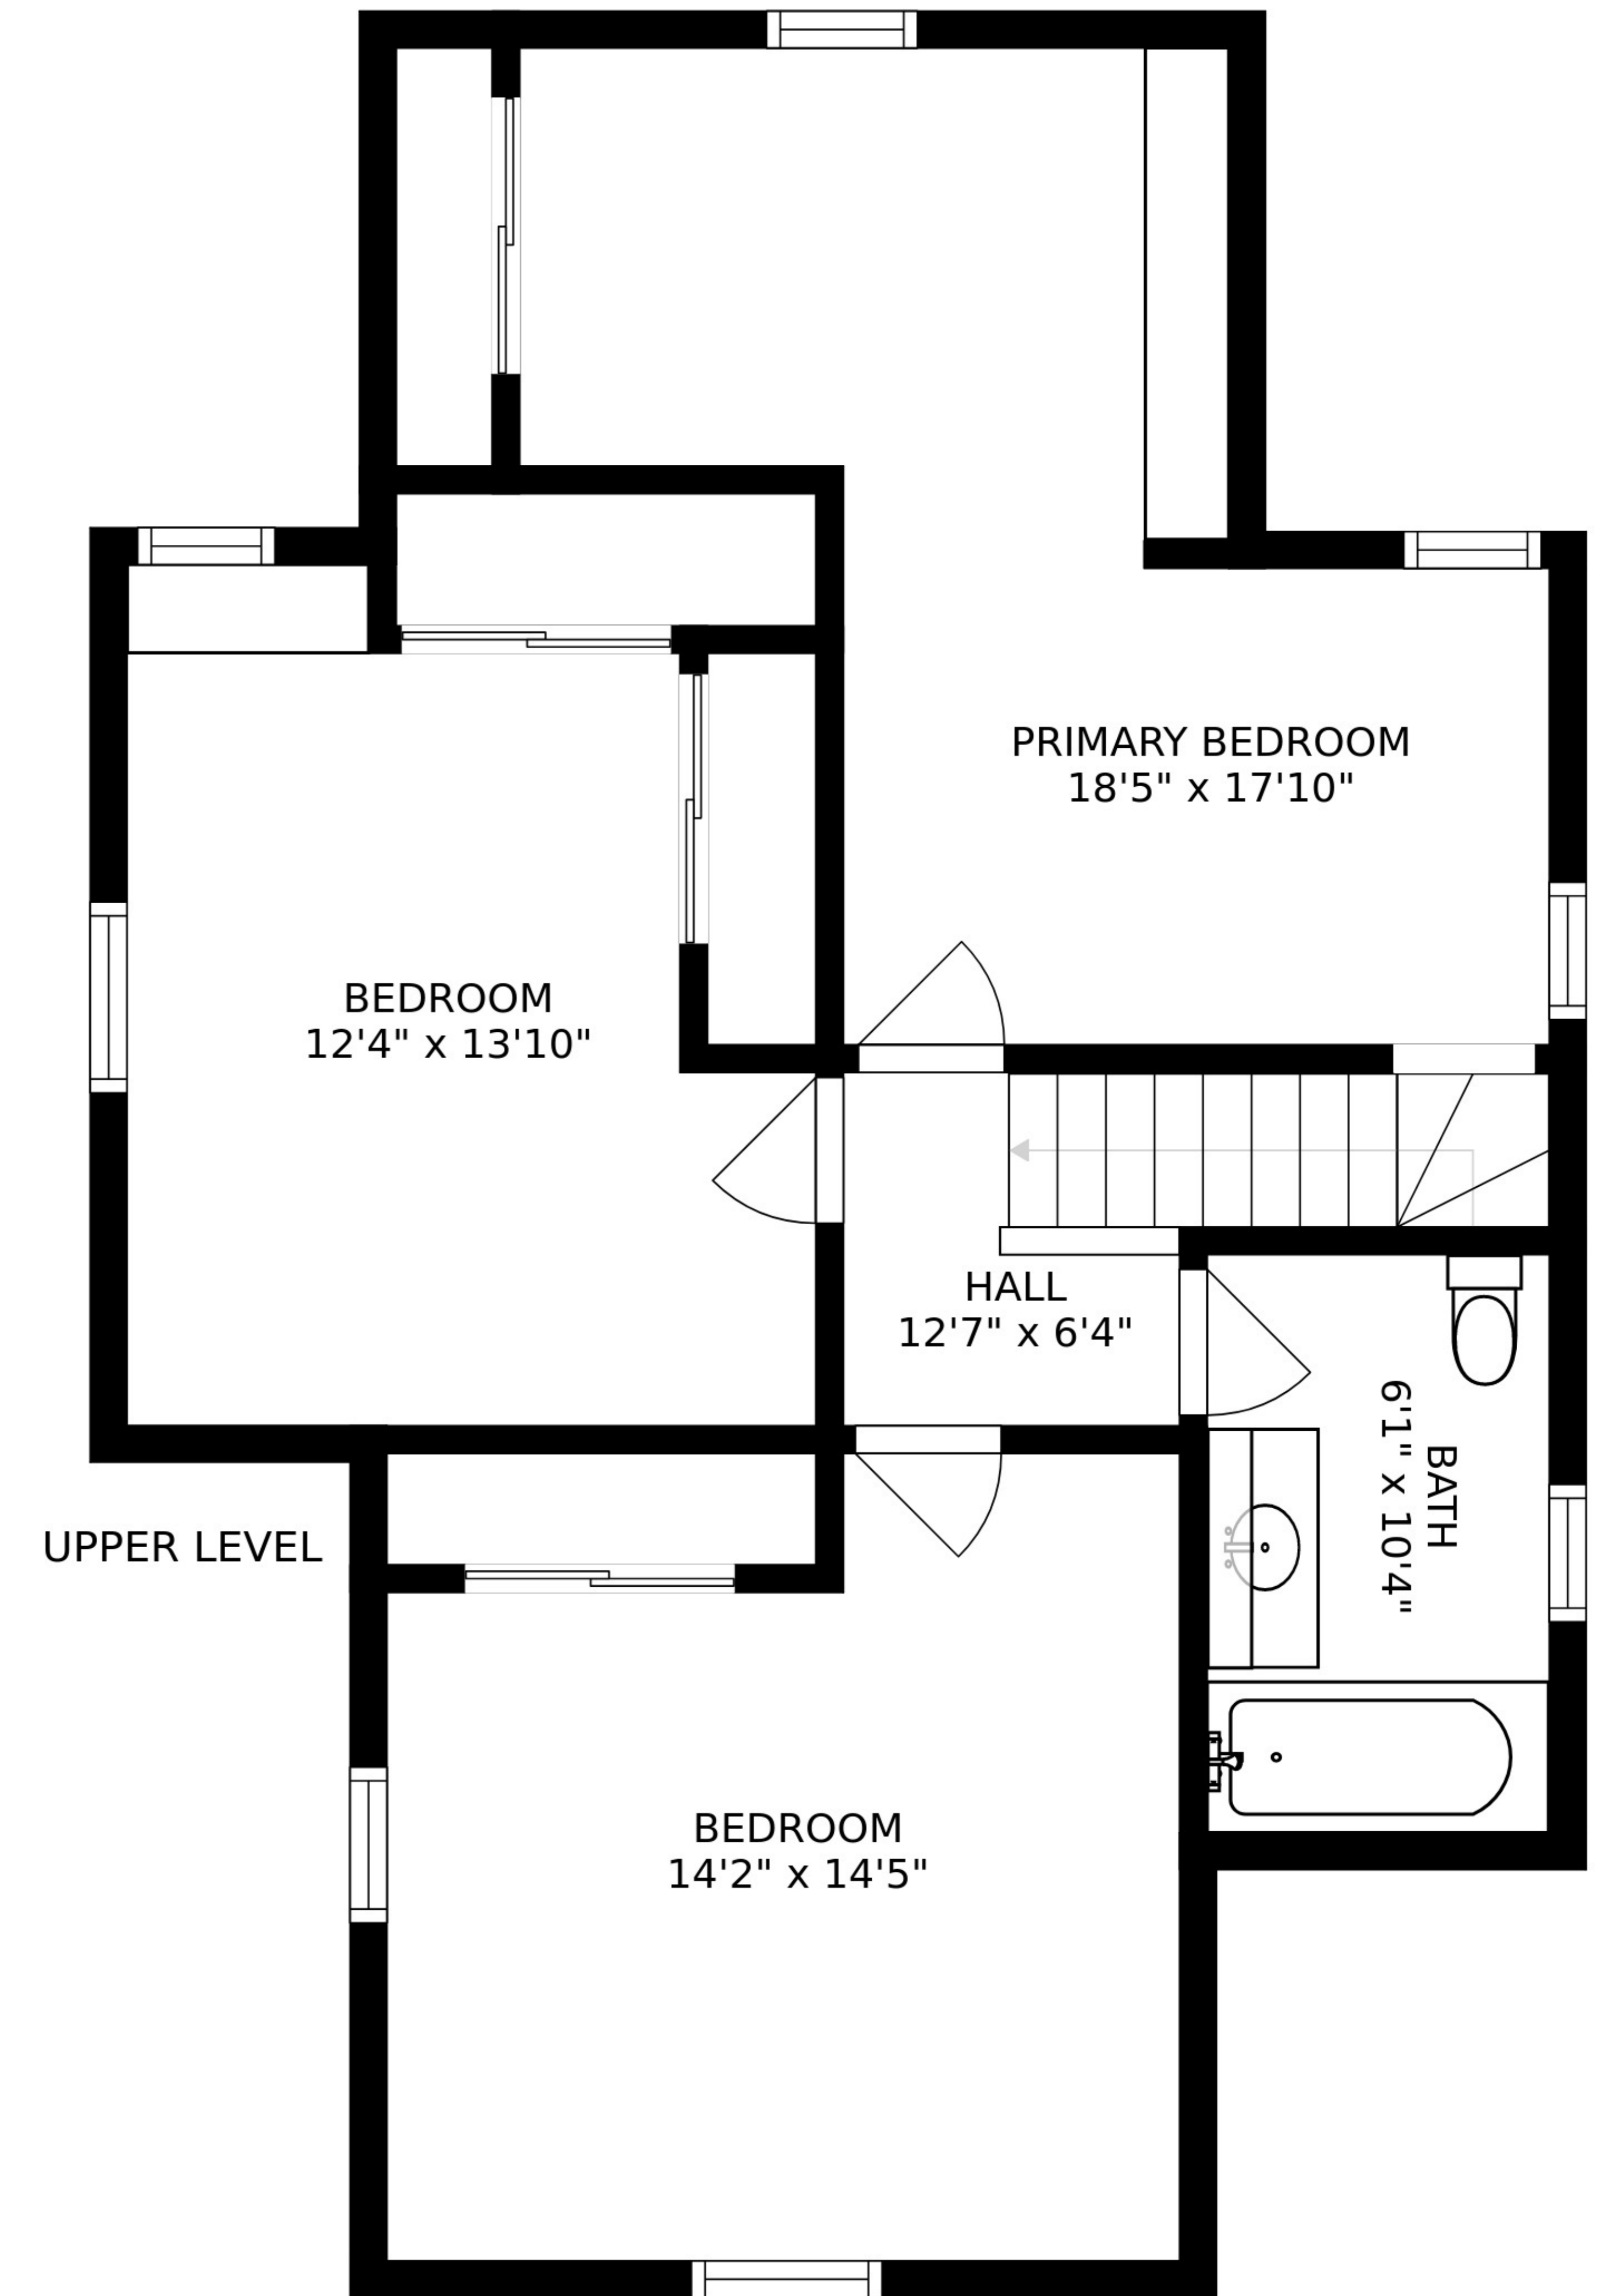 PRIMARY BEDROOM
18'5" x 17'10"
BEDROOM
12'4" x 13'10"
HALL
12'7" x 6'4"
BATH
6'1" x 10'4"
UPPER LEVEL
BEDROOM
14'2" x 14'5"